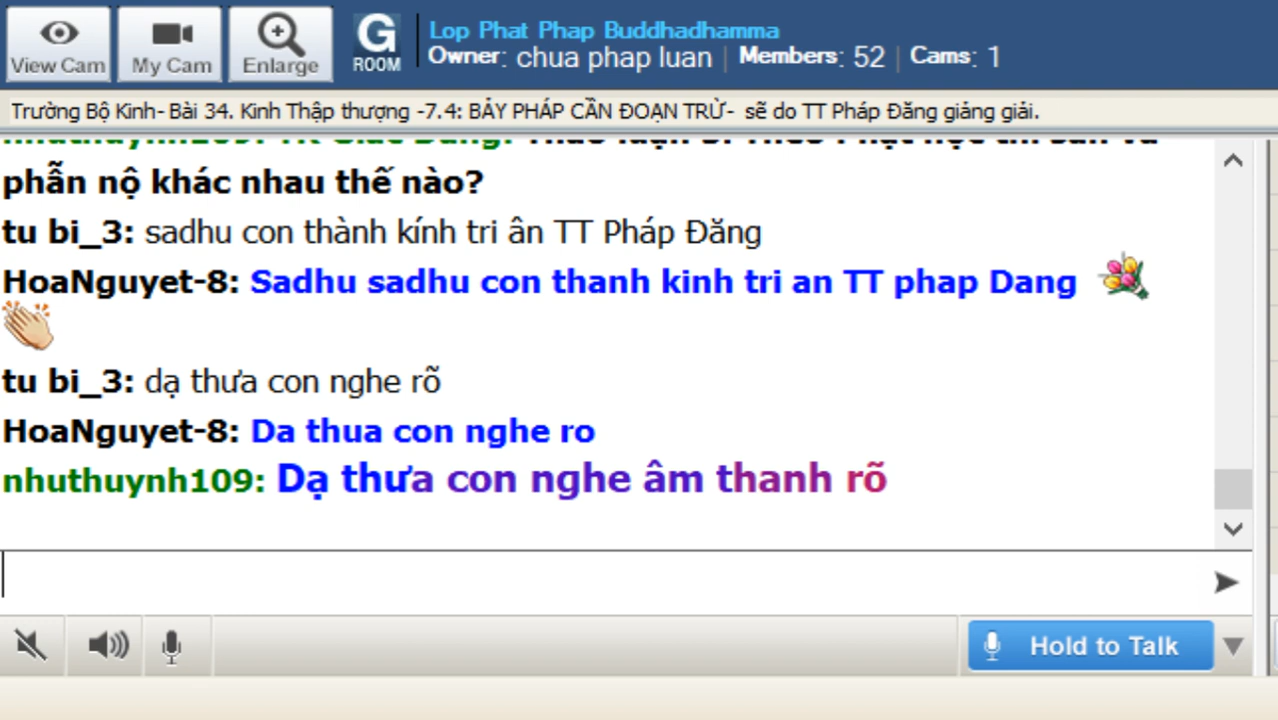 Lop Phat Phap Buddhadhamma
View Cam My Cam Enlarge G ROOM Owner: chua phap luan | Members: 52 | Cams: 1
Trường Bộ Kinh- Bài 34. Kinh Thập thượng -7.4: BẢY PHÁP CẦN ĐOẠN TRỪ- sẽ do TT Pháp Đăng giảng giải.
phẫn nộ khác nhau thế nào?
tu bi_3: sadhu con thành kính tri ân TT Pháp Đăng
HoaNguyet-8: Sadhu sadhu con thanh kinh tri an TT phap Dang
tu bi_3: dạ thưa con nghe rõ
HoaNguyet-8: Da thua con nghe ro
nhuthuynh109: Dạ thưa con nghe âm thanh rõ
Hold to Talk